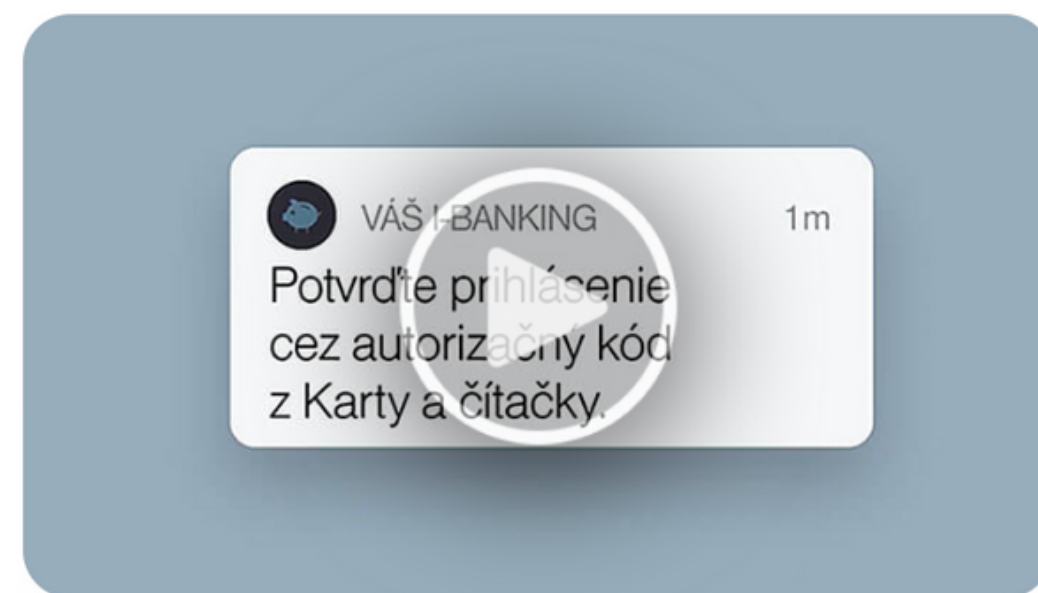 VÁŠ I-BANKING 1m
Potvrďte prihlásenie
cez autorizačný kód
z Karty a čítačky.